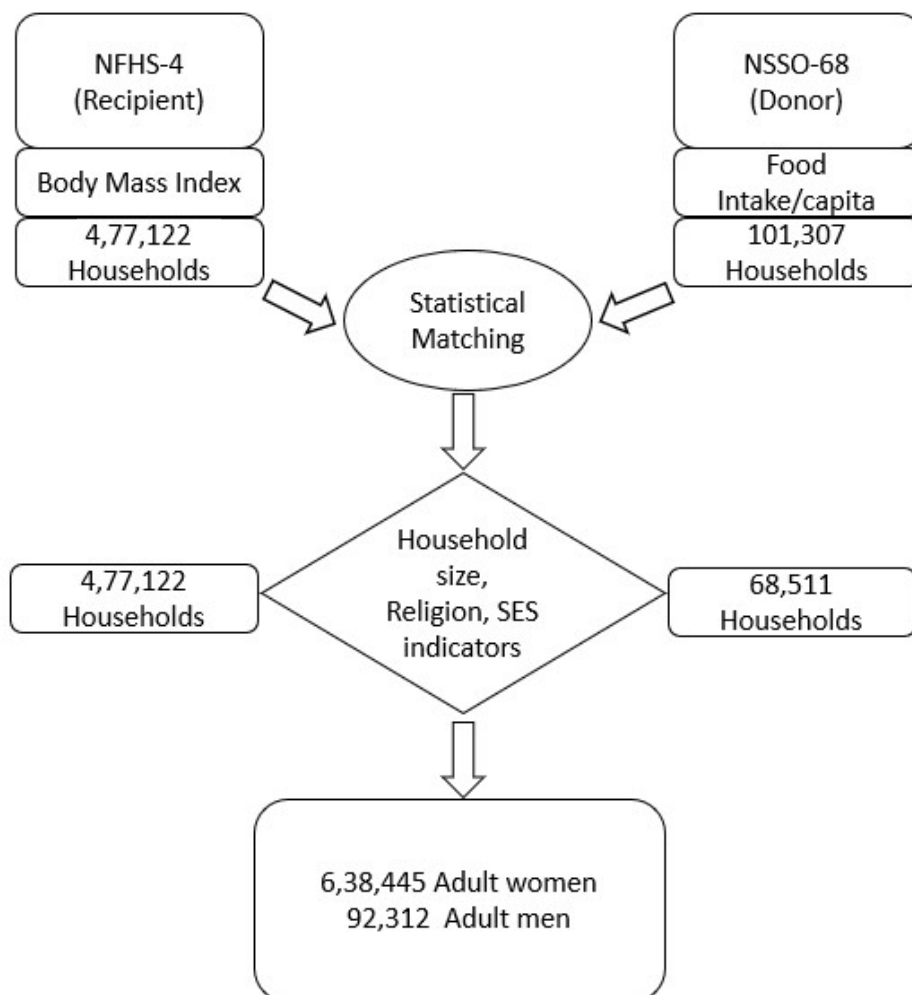 NFHS-4
(Recipient)
Body Mass Index
4,77,122
Households
NSSO-68
(Donor)
Food
Intake/capita
101,307
Households
Statistical
Matching
4,77,122
Households
Household
size,
Religion, SES
indicators
68,511
Households
6,38,445 Adult women
92,312 Adult men